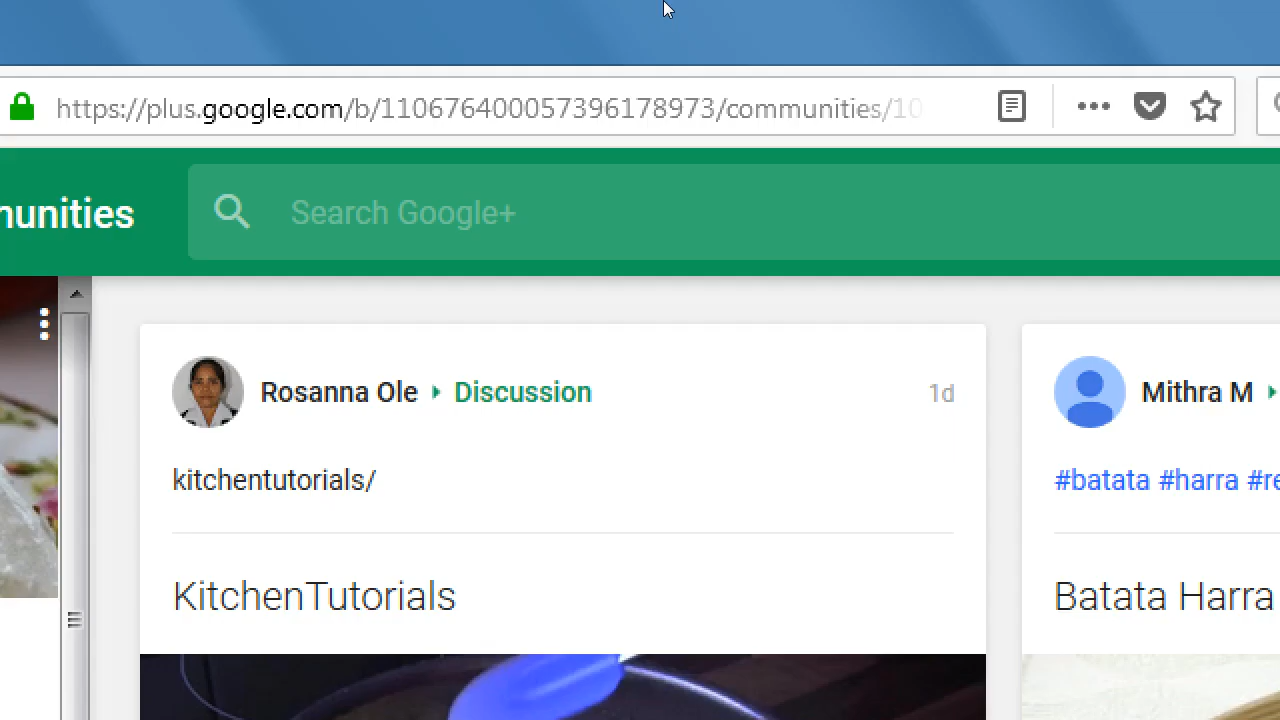 https://plus.google.com/b/110676400057396178973/communities/10
munities
Search Google+
Rosanna Ole Discussion 1d
kitchentutorials/
KitchenTutorials
Mithra M
#batata #harra #re
Batata Harra